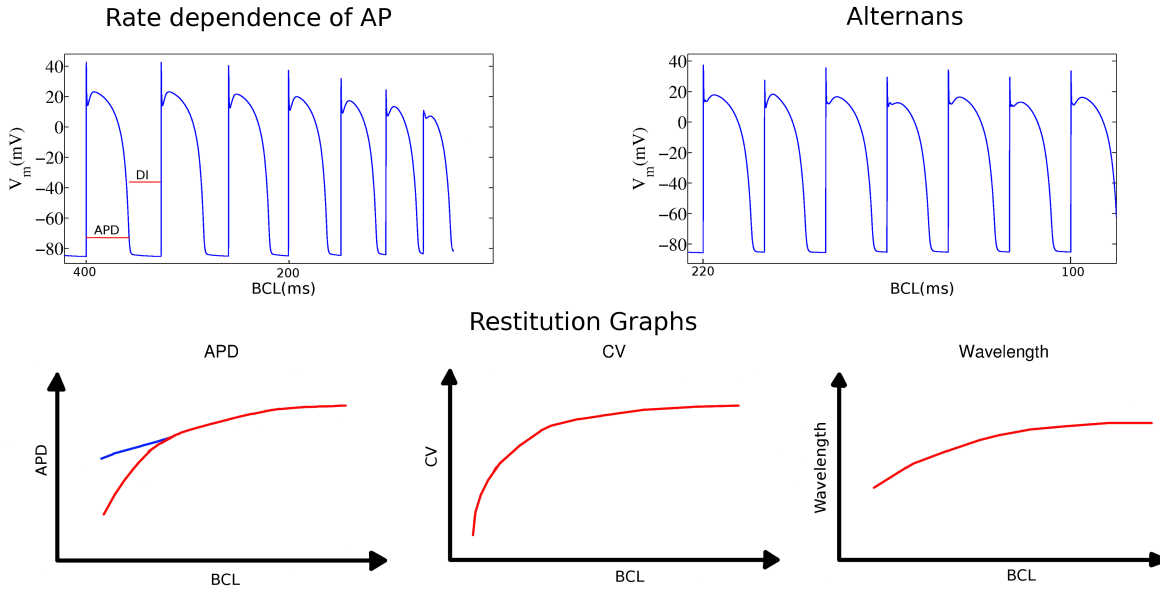 Rate dependence of AP
Alternans
40
20
0
−20
−40
−60
−80
Vm(mV)
DI
APD
400
200
BCL(ms)
40
20
0
−20
−40
−60
−80
Vm(mV)
220
100
BCL(ms)
Restitution Graphs
APD
CV
Wavelength
APD
BCL
CV
BCL
Wavelength
BCL